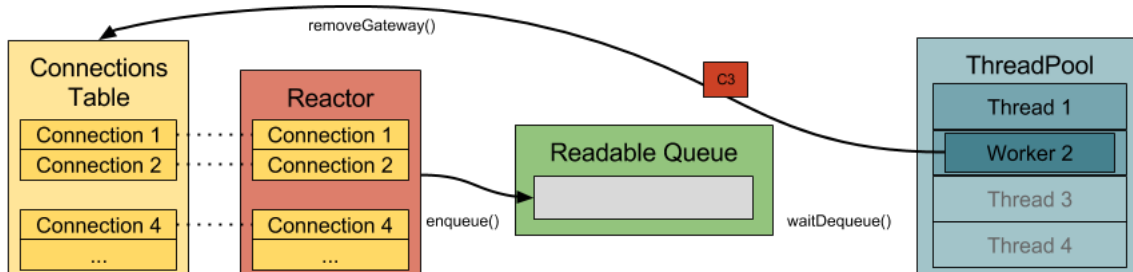 removeGateway()
Connections
Table
Connection 1
Connection 2
Connection 4
...
Reactor
Connection 1
Connection 2
Connection 4
...
enqueue()
Readable Queue
waitDequeue()
C3
ThreadPool
Thread 1
Worker 2
Thread 3
Thread 4